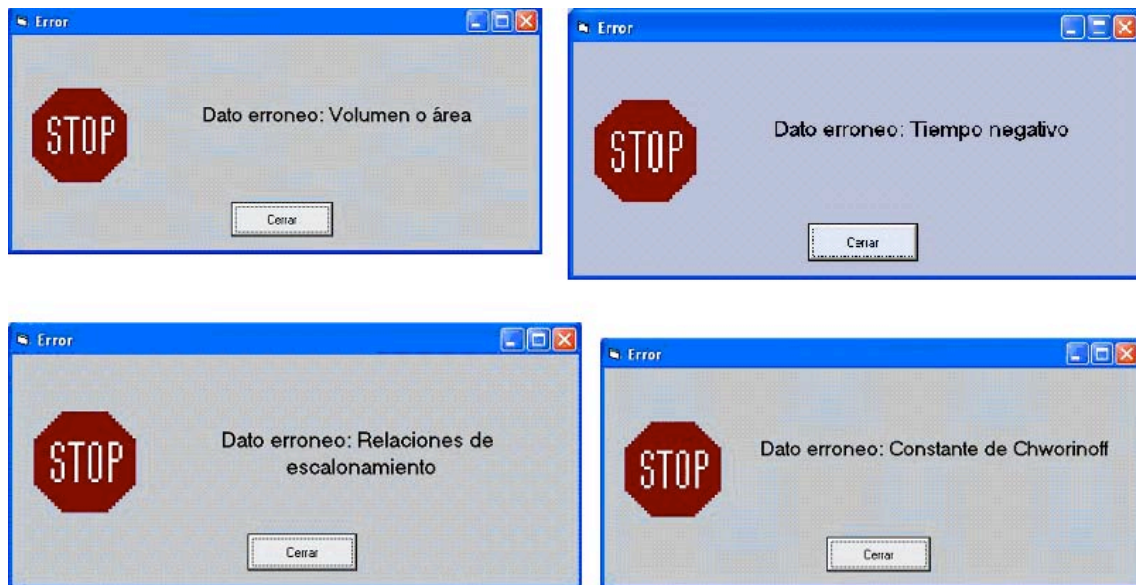 Error
STOP
Dato erroneo: Volumen o área
Cerrar
Error
STOP
Dato erroneo: Tiempo negativo
Cerrar
Error
STOP
Dato erroneo: Relaciones de
escalonamiento
Cerrar
Error
STOP
Dato erroneo: Constante de Chworinoff
Cerrar